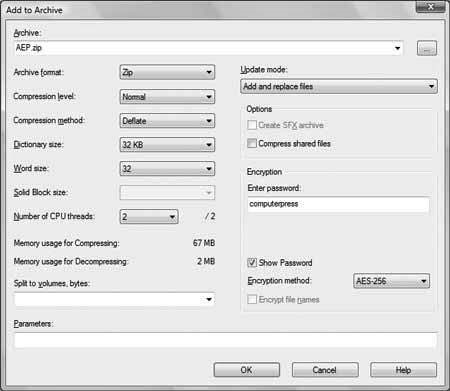 Add to Archive
Archive:
AEP.zip
...
Archive format: Zip
Compression level: Normal
Compression method: Deflate
Dictionary size: 32 KB
Word size: 32
Solid Block size:
Number of CPU threads: 2 / 2
Memory usage for Compressing: 67 MB
Memory usage for Decompressing: 2 MB
Split to volumes, bytes:
Update mode:
Add and replace files
Options
Create SFX archive
Compress shared files
Encryption
Enter password:
computerpress
Show Password
Encryption method: AES-256
Encrypt file names
Parameters:
OK Cancel Help